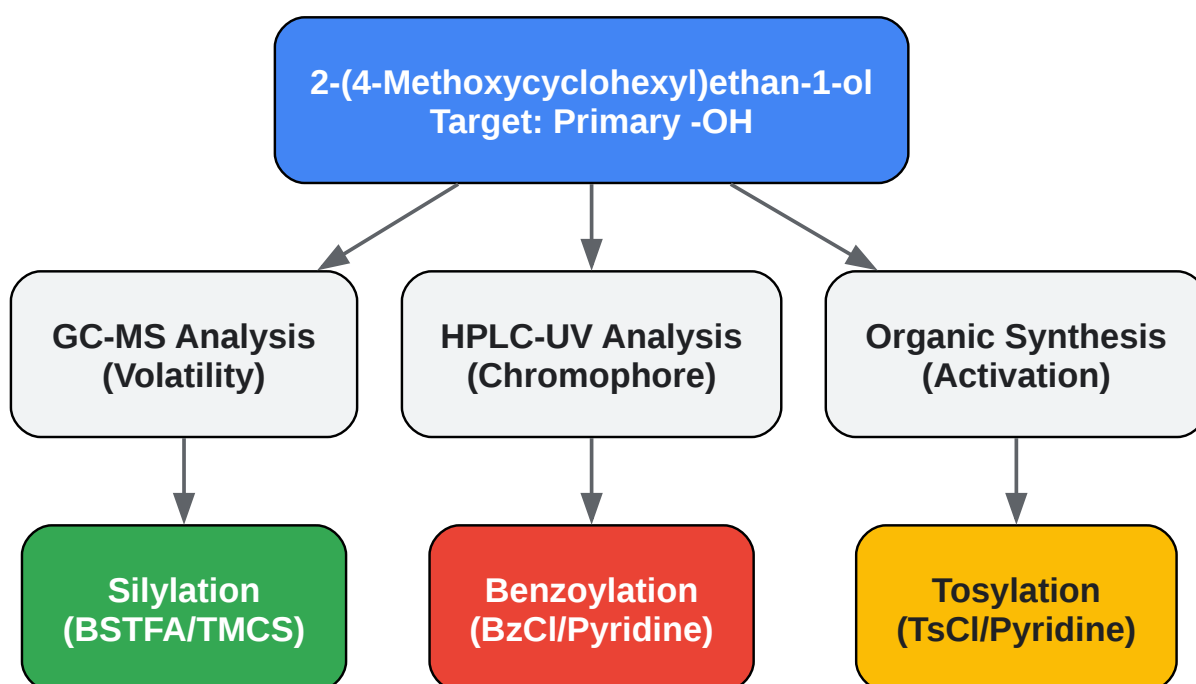 2-(4-Methoxycyclohexyl)ethan-1-ol
Target: Primary -OH
GC-MS Analysis
(Volatility)
HPLC-UV Analysis
(Chromophore)
Organic Synthesis
(Activation)
Silylation
(BSTFA/TMCS)
Benzoylation
(BzCl/Pyridine)
Tosylation
(TsCl/Pyridine)